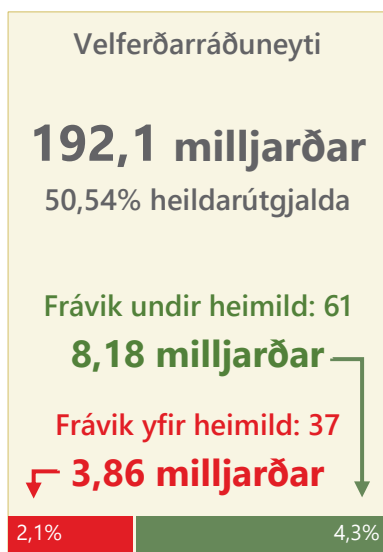 Velferðarráðuneyti
192,1 milljarðar
50,54% heildarútgjalda
Frávik undir heimild: 61
8,18 milljarðar
Frávik yfir heimild: 37
3,86 milljarðar
2,1% 4,3%